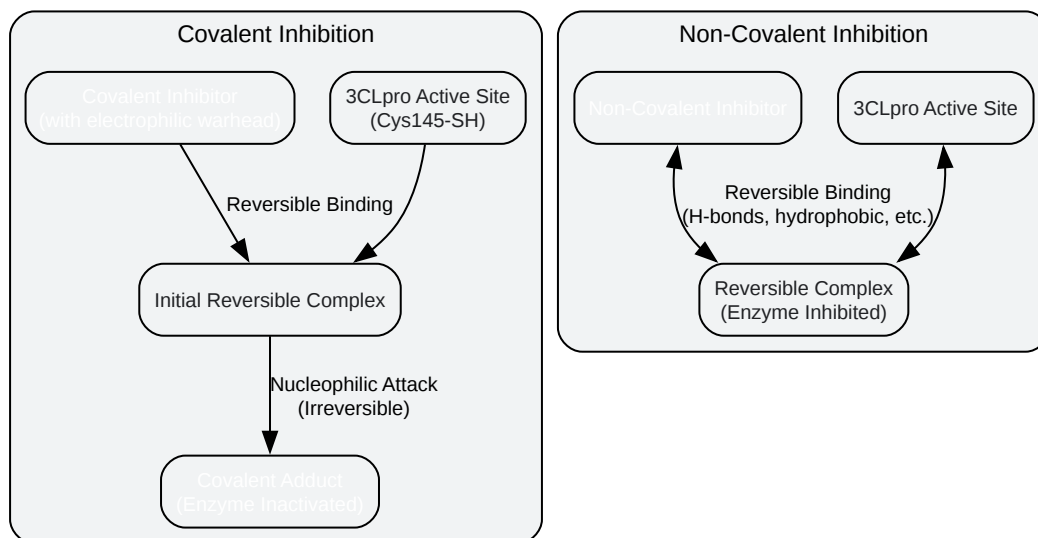 Covalent Inhibition
Covalent Inhibitor
(with electrophilic warhead)
3CLpro Active Site
(Cys145-SH)
Reversible Binding
Initial Reversible Complex
Nucleophilic Attack
(Irreversible)
Covalent Adduct
(Enzyme Inactivated)
Non-Covalent Inhibition
Non-Covalent Inhibitor
3CLpro Active Site
Reversible Binding
(H-bonds, hydrophobic, etc.)
Reversible Complex
(Enzyme Inhibited)